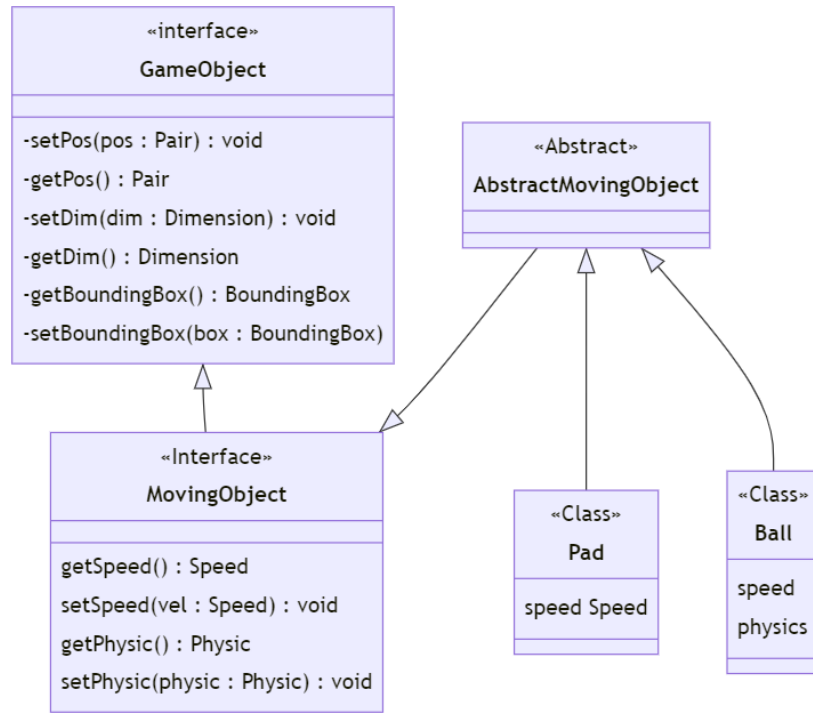 «interface»
GameObject
-setPos(pos : Pair) : void
-getPos() : Pair
-setDim(dim : Dimension) : void
-getDim() : Dimension
-getBoundingBox() : BoundingBox
-setBoundingBox(box : BoundingBox)
«Abstract»
AbstractMovingObject
«Interface»
MovingObject
getSpeed() : Speed
setSpeed(vel : Speed) : void
getPhysic() : Physic
setPhysic(physic : Physic) : void
«Class»
Pad
speed Speed
«Class»
Ball
speed
physics